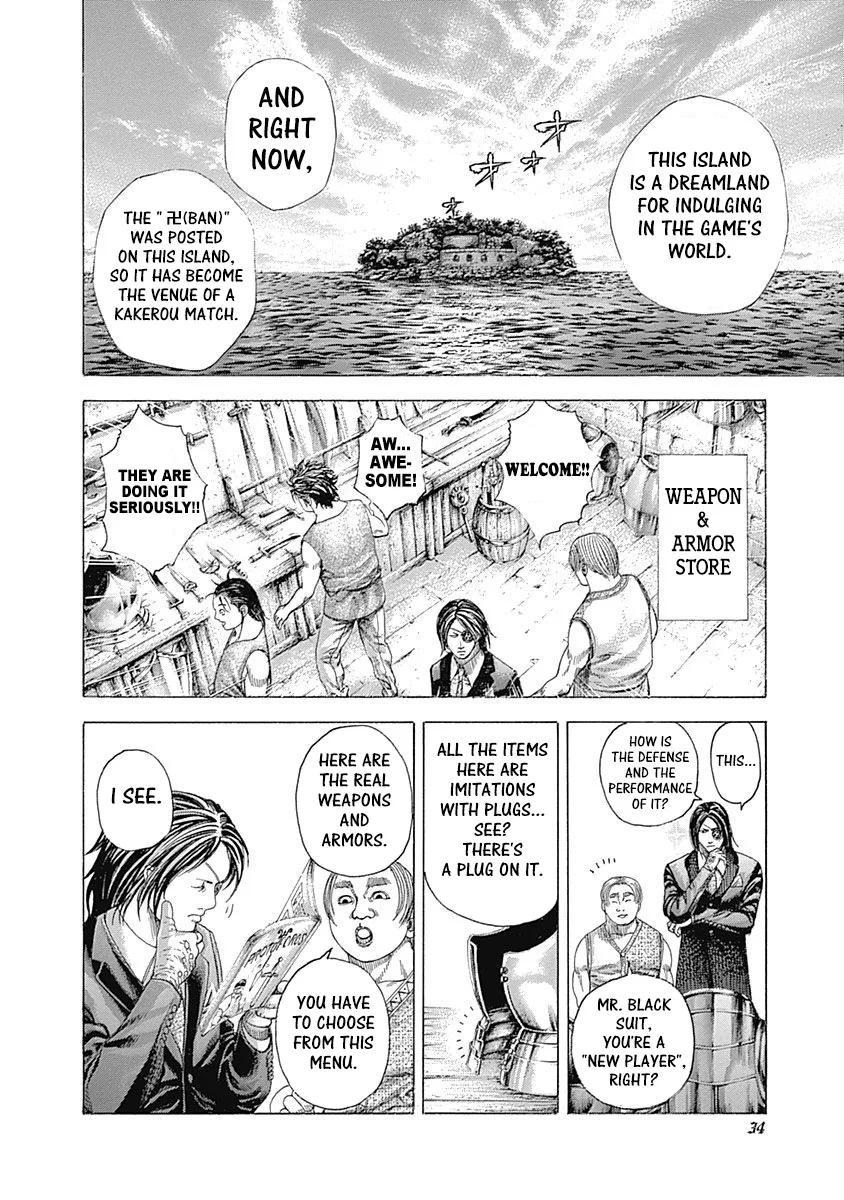 THIS ISLAND
IS A DREAMLAND
FOR INDULGING
IN THE GAME'S
WORLD.
AND
RIGHT
NOW,
THE " 卍(BAN)"
WAS POSTED
ON THIS ISLAND,
SO IT HAS BECOME
THE VENUE OF A
KAKEROU MATCH.
WEAPON
&
ARMOR
STORE
WELCOME!!
AW...
AWE-
SOME!
THEY ARE
DOING IT
SERIOUSLY!!
THIS...
HOW IS
THE DEFENSE
AND THE
PERFORMANCE
OF IT?
MR. BLACK
SUIT,
YOU'RE A
"NEW PLAYER",
RIGHT?
ALL THE ITEMS
HERE ARE
IMITATIONS
WITH PLUGS...
SEE?
THERE'S
A PLUG ON IT.
HERE ARE
THE REAL
WEAPONS
AND
ARMORS.
YOU HAVE
TO CHOOSE
FROM THIS
MENU.
I SEE.
34